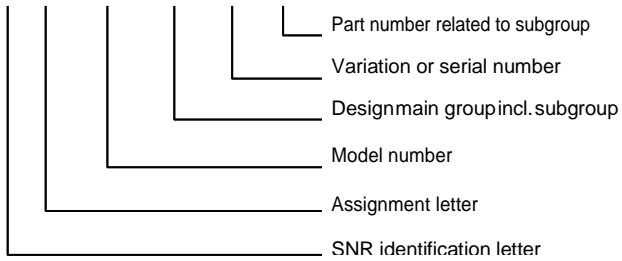 Part number related to subgroup
Variation or serial number
Designmain groupincl.subgroup
Model number
Assignment letter
SNR identification letter